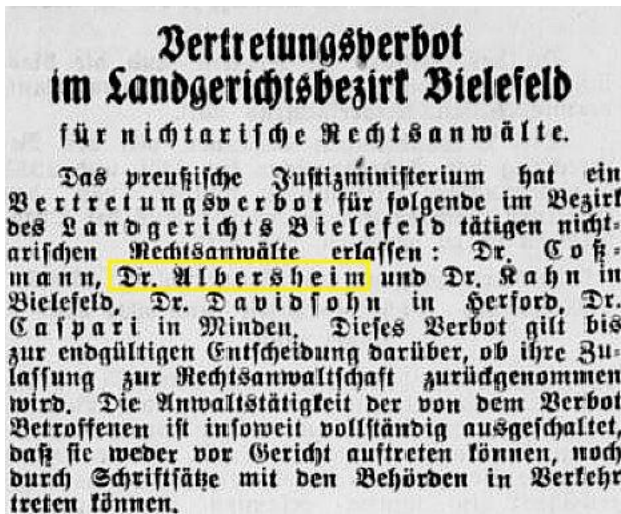 Vertretungsverbot
im Landgerichtsbezirk Bielefeld
für nichtarische Rechtsanwälte.
Das preußische Justizministerium hat ein
Vertretungsverbot für folgende im Bezirk
des Landgerichts Bielefeld tätigen nicht-
arischen Rechtsanwälte erlassen: Dr. Coß-
mann, Dr. Albersheim und Dr. Kahn in
Bielefeld, Dr. Davidsohn in Herford, Dr.
Caspari in Minden. Dieses Verbot gilt bis
zur endgültigen Entscheidung darüber, ob ihre Zu-
lassung zur Rechtsanwaltschaft zurückgenommen
wird. Die Anwaltstätigkeit der von dem Verbot
Betroffenen ist insoweit vollständig ausgeschaltet,
daß sie weder vor Gericht auftreten können, noch
durch Schriftsätze mit den Behörden in Verkehr
treten können.